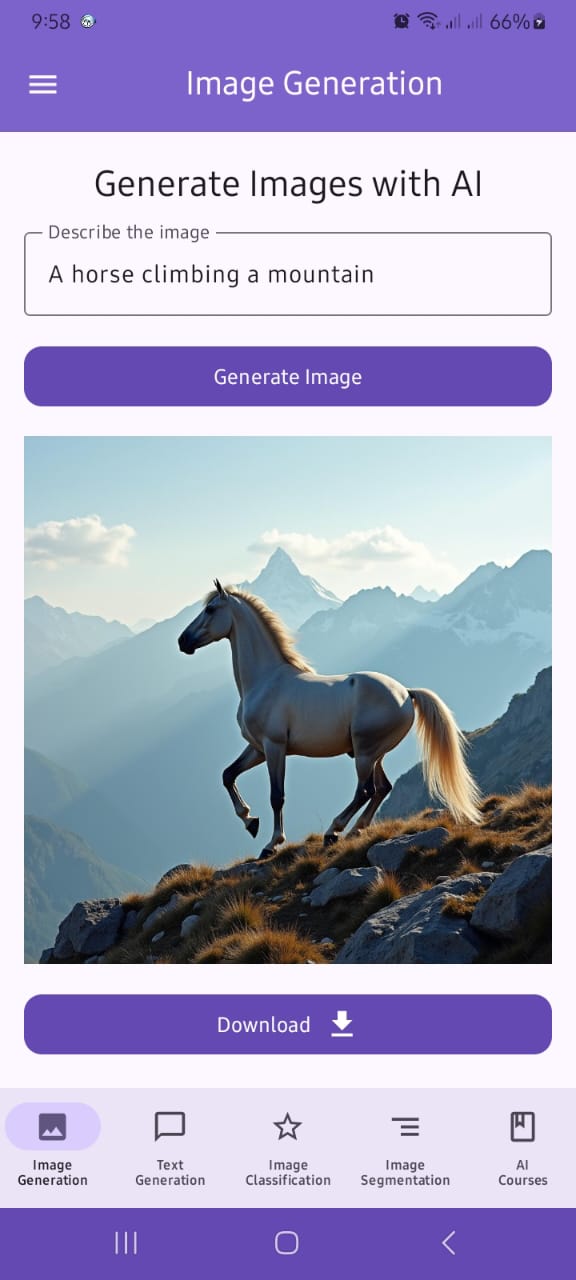 9:58
66%
Image Generation
Generate Images with AI
Describe the image
A horse climbing a mountain
Generate Image
Download
Image
Generation
Text
Generation
Image
Classification
Image
Segmentation
AI
Courses